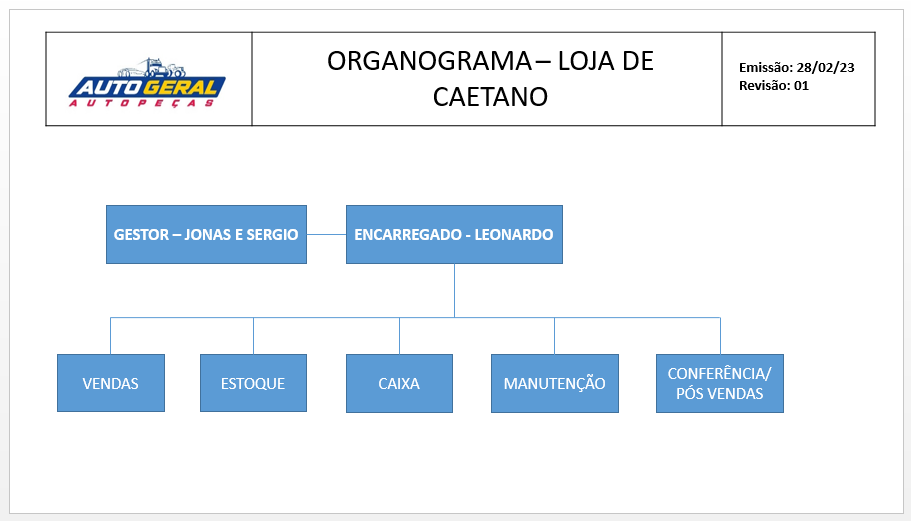 AUTO GERAL
AUTOPEÇAS
ORGANOGRAMA – LOJA DE
CAETANO
Emissão: 28/02/23
Revisão: 01
GESTOR – JONAS E SERGIO
ENCARREGADO - LEONARDO
VENDAS
ESTOQUE
CAIXA
MANUTENÇÃO
CONFERÊNCIA/
PÓS VENDAS